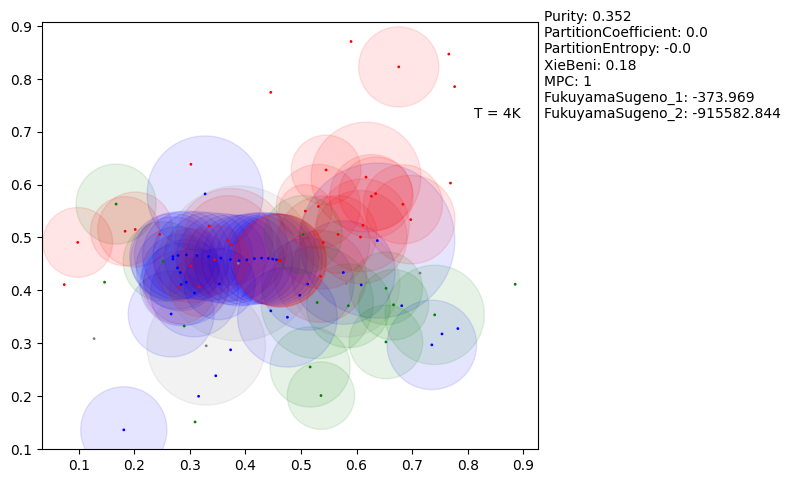 Purity: 0.352
PartitionCoefficient: 0.0
PartitionEntropy: -0.0
XieBeni: 0.18
MPC: 1
FukuyamaSugeno_1: -373.969
FukuyamaSugeno_2: -915582.844
T = 4K
0.9
0.8
0.7
0.6
0.5
0.4
0.3
0.2
0.1
0.1 0.2 0.3 0.4 0.5 0.6 0.7 0.8 0.9